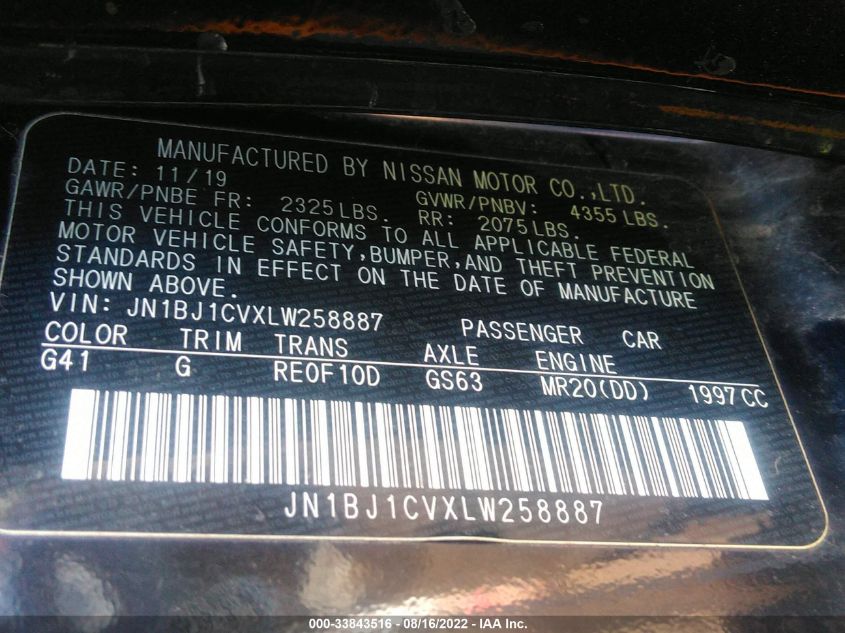 MANUFACTURED BY NISSAN MOTOR CO.,LTD.
DATE: 11/19 GVWR/PNBV: 4355 LBS.
GAWR/PNBE FR: 2325 LBS. RR: 2075 LBS.
THIS VEHICLE CONFORMS TO ALL APPLICABLE FEDERAL
MOTOR VEHICLE SAFETY, BUMPER, AND THEFT PREVENTION
STANDARDS IN EFFECT ON THE DATE OF MANUFACTURE
SHOWN ABOVE.
VIN: JN1BJ1CVXLW258887 PASSENGER CAR
COLOR TRIM TRANS AXLE ENGINE
G41 G RE0F10D GS63 MR20(DD) 1997 CC
JN1BJ1CVXLW258887
000-33843516 - 08/16/2022 - IAA Inc.